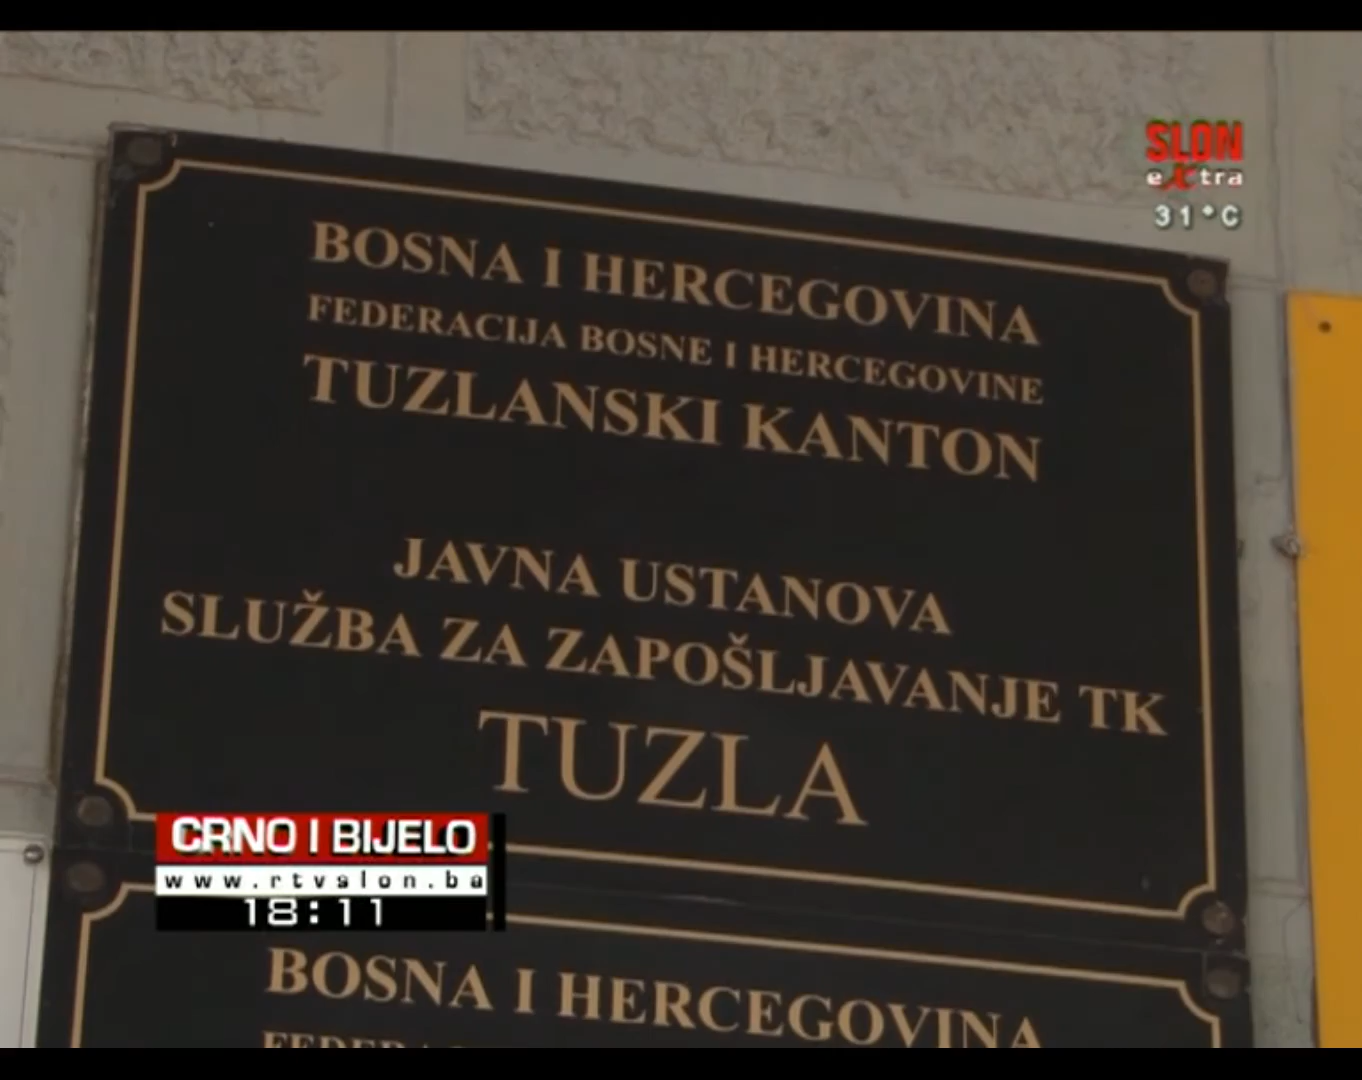 SLON
extra
31°C
BOSNA I HERCEGOVINA
FEDERACIJA BOSNE I HERCEGOVINE
TUZLANSKI KANTON
JAVNA USTANOVA
SLUŽBA ZA ZAPOŠLJAVANJE TK
TUZLA
CRNO I BIJELO
www.rtvslon.ba
18:11
BOSNA I HERCEGOVINA